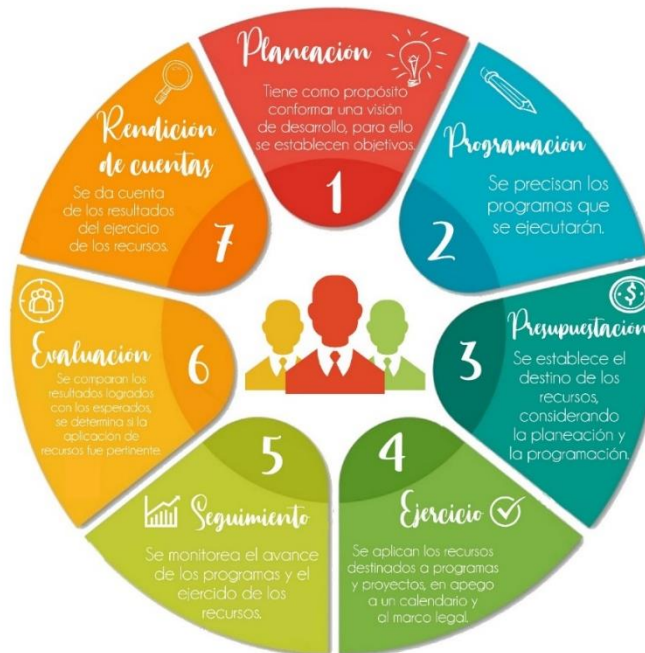 Planeación
Tiene como propósito
conformar una visión
de desarrollo, para ello
se establecen objetivos.
1
Programación
Se precisan los
programas que
se ejecutarán.
2
Presupuestación
Se establece el
destino de los
recursos,
considerando
la planeación y
la programación.
3
4
Ejercicio
Se aplican los recursos
destinados a programas
y proyectos, en apego
a un calendario y
al marco legal.
5
Seguimiento
Se monitorea el avance
de los programas y el
ejercido de los
recursos.
6
Evaluación
Se comparan los
resultados logrados
con los esperados,
se determina si la
aplicación de
recursos fue pertinente.
7
Rendición
de cuentas
Se da cuenta
de los resultados
del ejercicio
de los recursos.